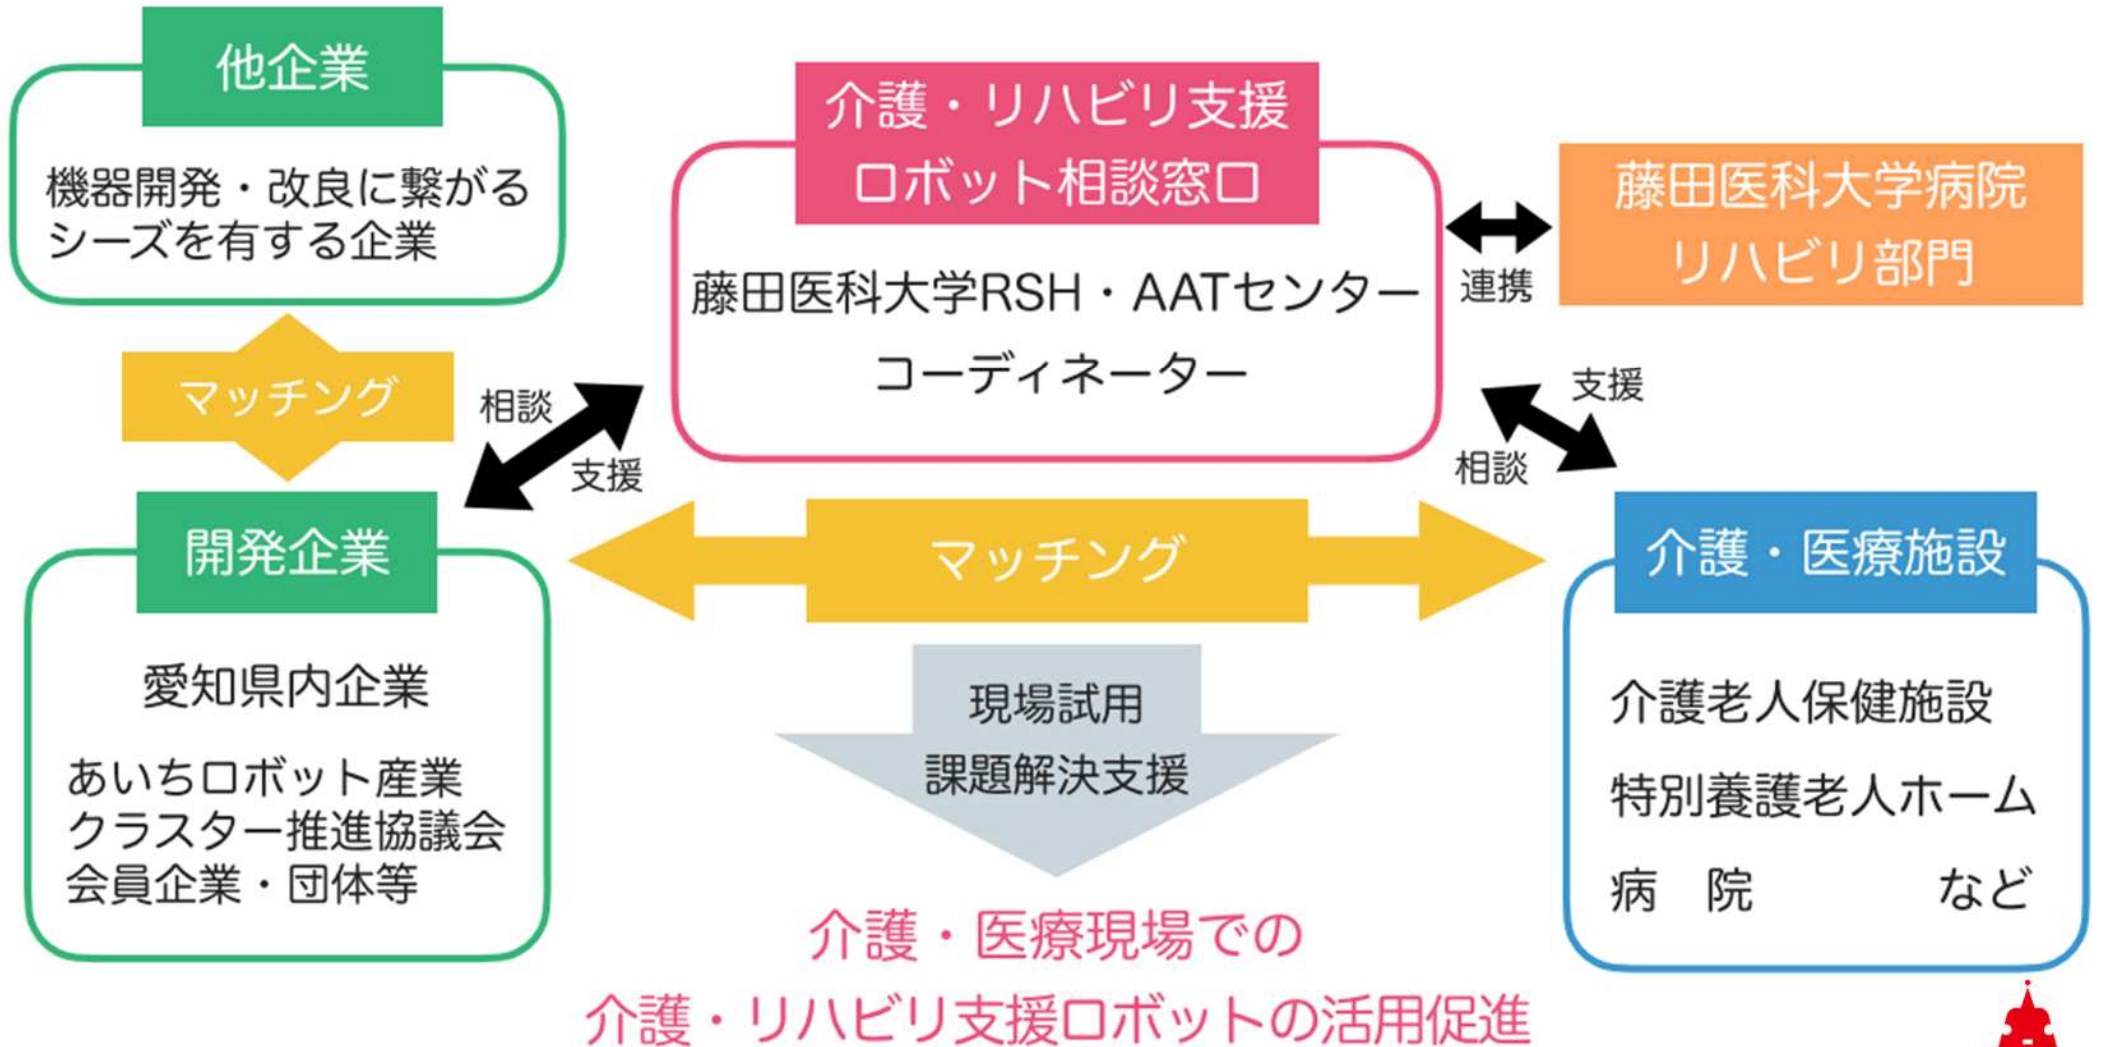 他企業
機器開発・改良に繋がる
シーズを有する企業
マッチング
介護・リハビリ支援
ロボット相談窓口
藤田医科大学RSH・AATセンター
コーディネーター
連携
藤田医科大学病院
リハビリ部門
相談
支援
支援
相談
開発企業
愛知県内企業
あいちロボット産業
クラスター推進協議会
会員企業・団体等
マッチング
現場試用
課題解決支援
介護・医療施設
介護老人保健施設
特別養護老人ホーム
病　院　など
介護・医療現場での
介護・リハビリ支援ロボットの活用促進